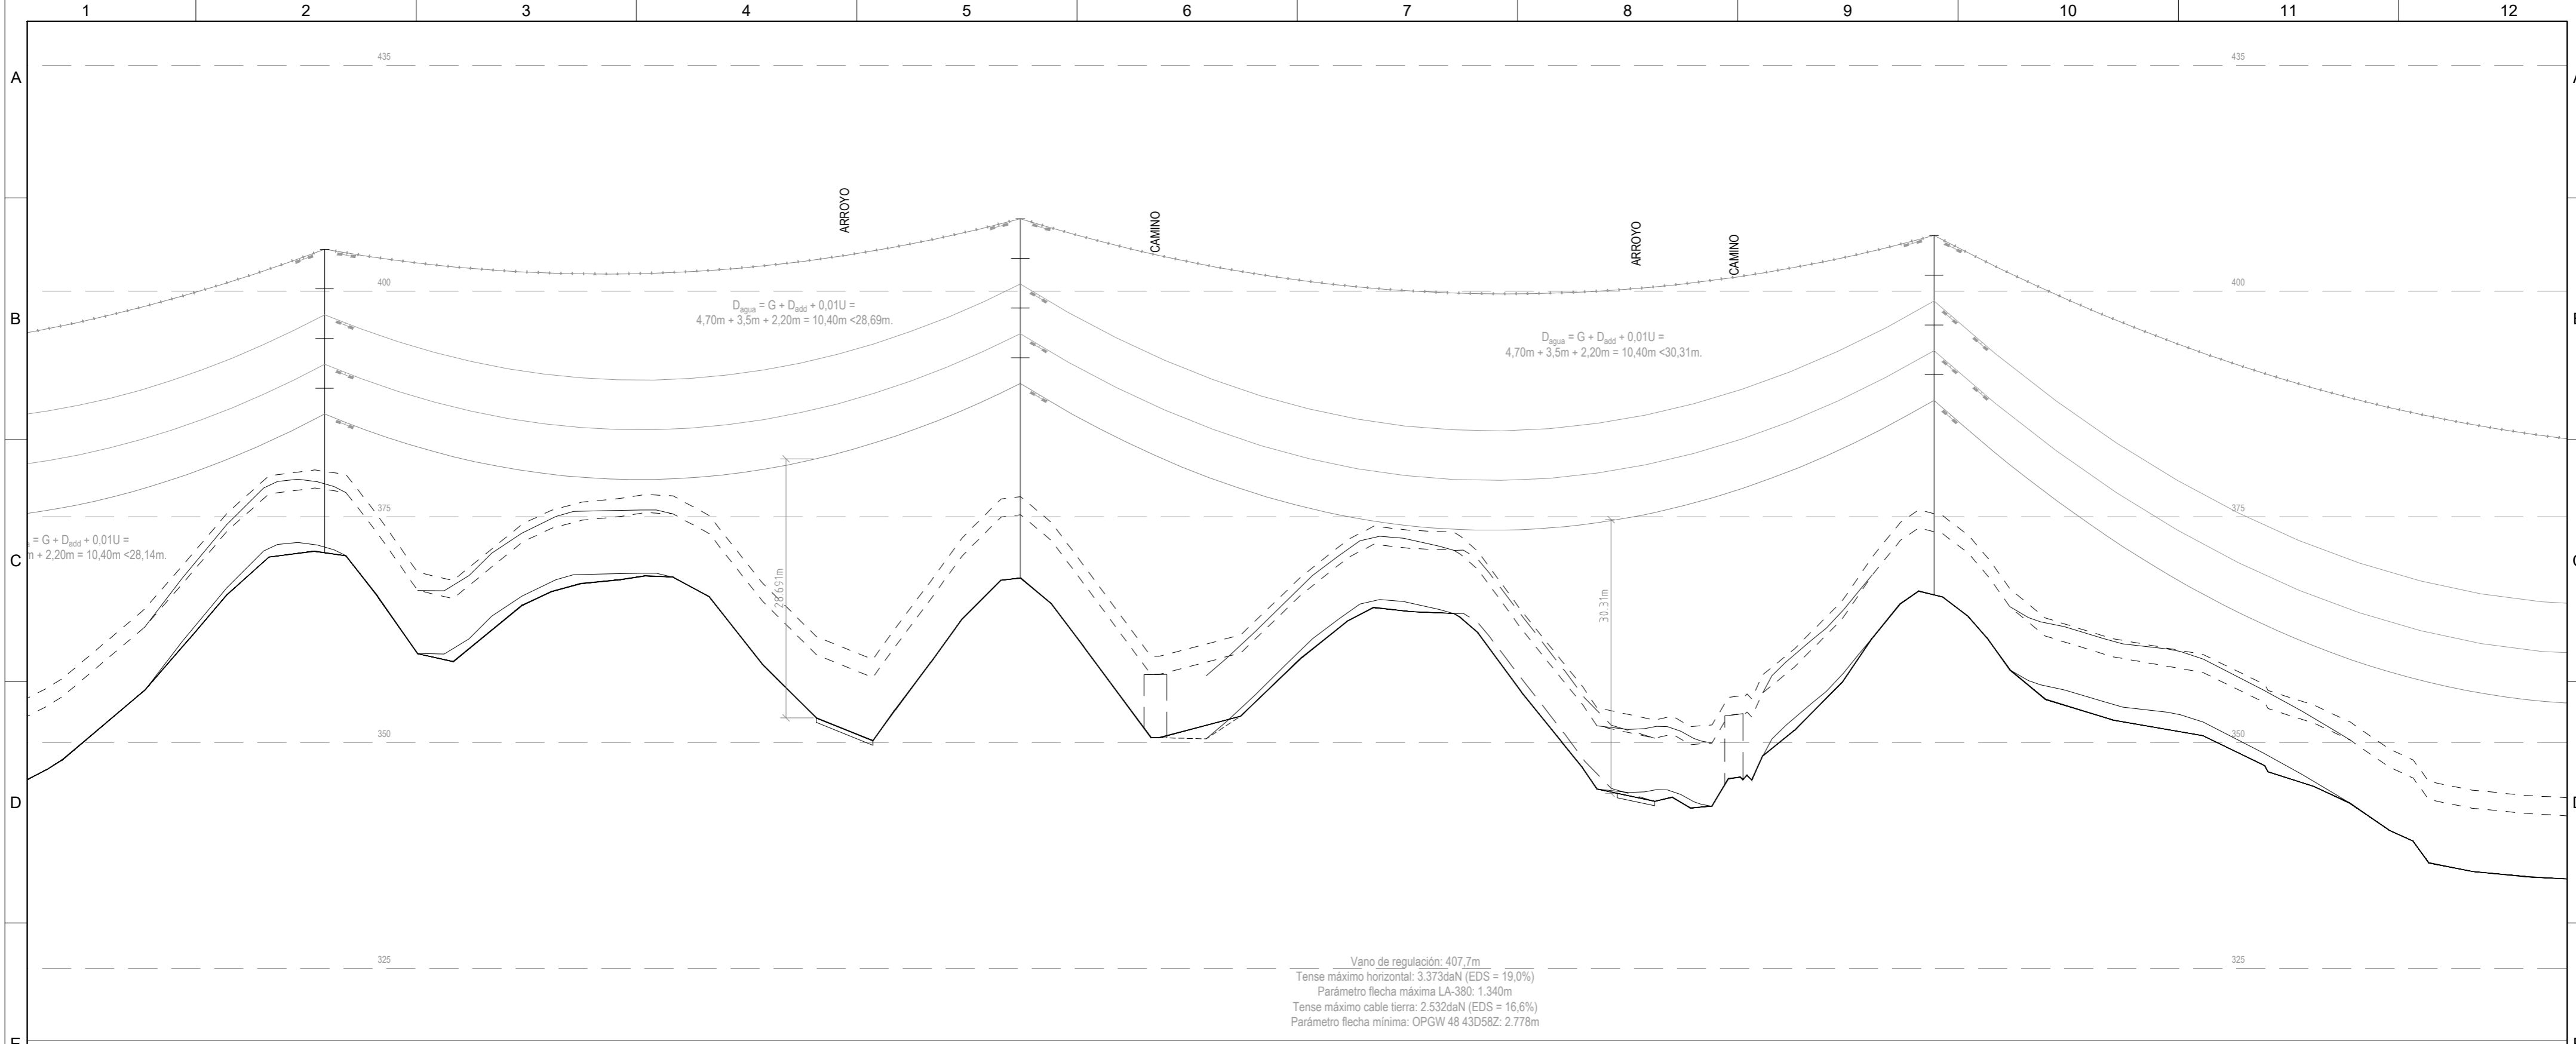 1 2 3 4 5 6 7 8 9 10 11 12
A
435 435
ARROYO
CAMINO
ARROYO
CAMINO
400 400
B
D_agua = G + D_add + 0,01U =
4,70m + 3,5m + 2,20m = 10,40m <28,69m.
D_agua = G + D_add + 0,01U =
4,70m + 3,5m + 2,20m = 10,40m <30,31m.
375 375
C
= G + D_add + 0,01U =
+ 2,20m = 10,40m <28,14m.
28.691m
30.31m
350 350
D
325 325
Vano de regulación: 407,7m
Tense máximo horizontal: 3.373daN (EDS = 19,0%)
Parámetro flecha máxima LA-380: 1.340m
Tense máximo cable tierra: 2.532daN (EDS = 16,6%)
Parámetro flecha mínima: OPGW 48 43D58Z: 2.778m